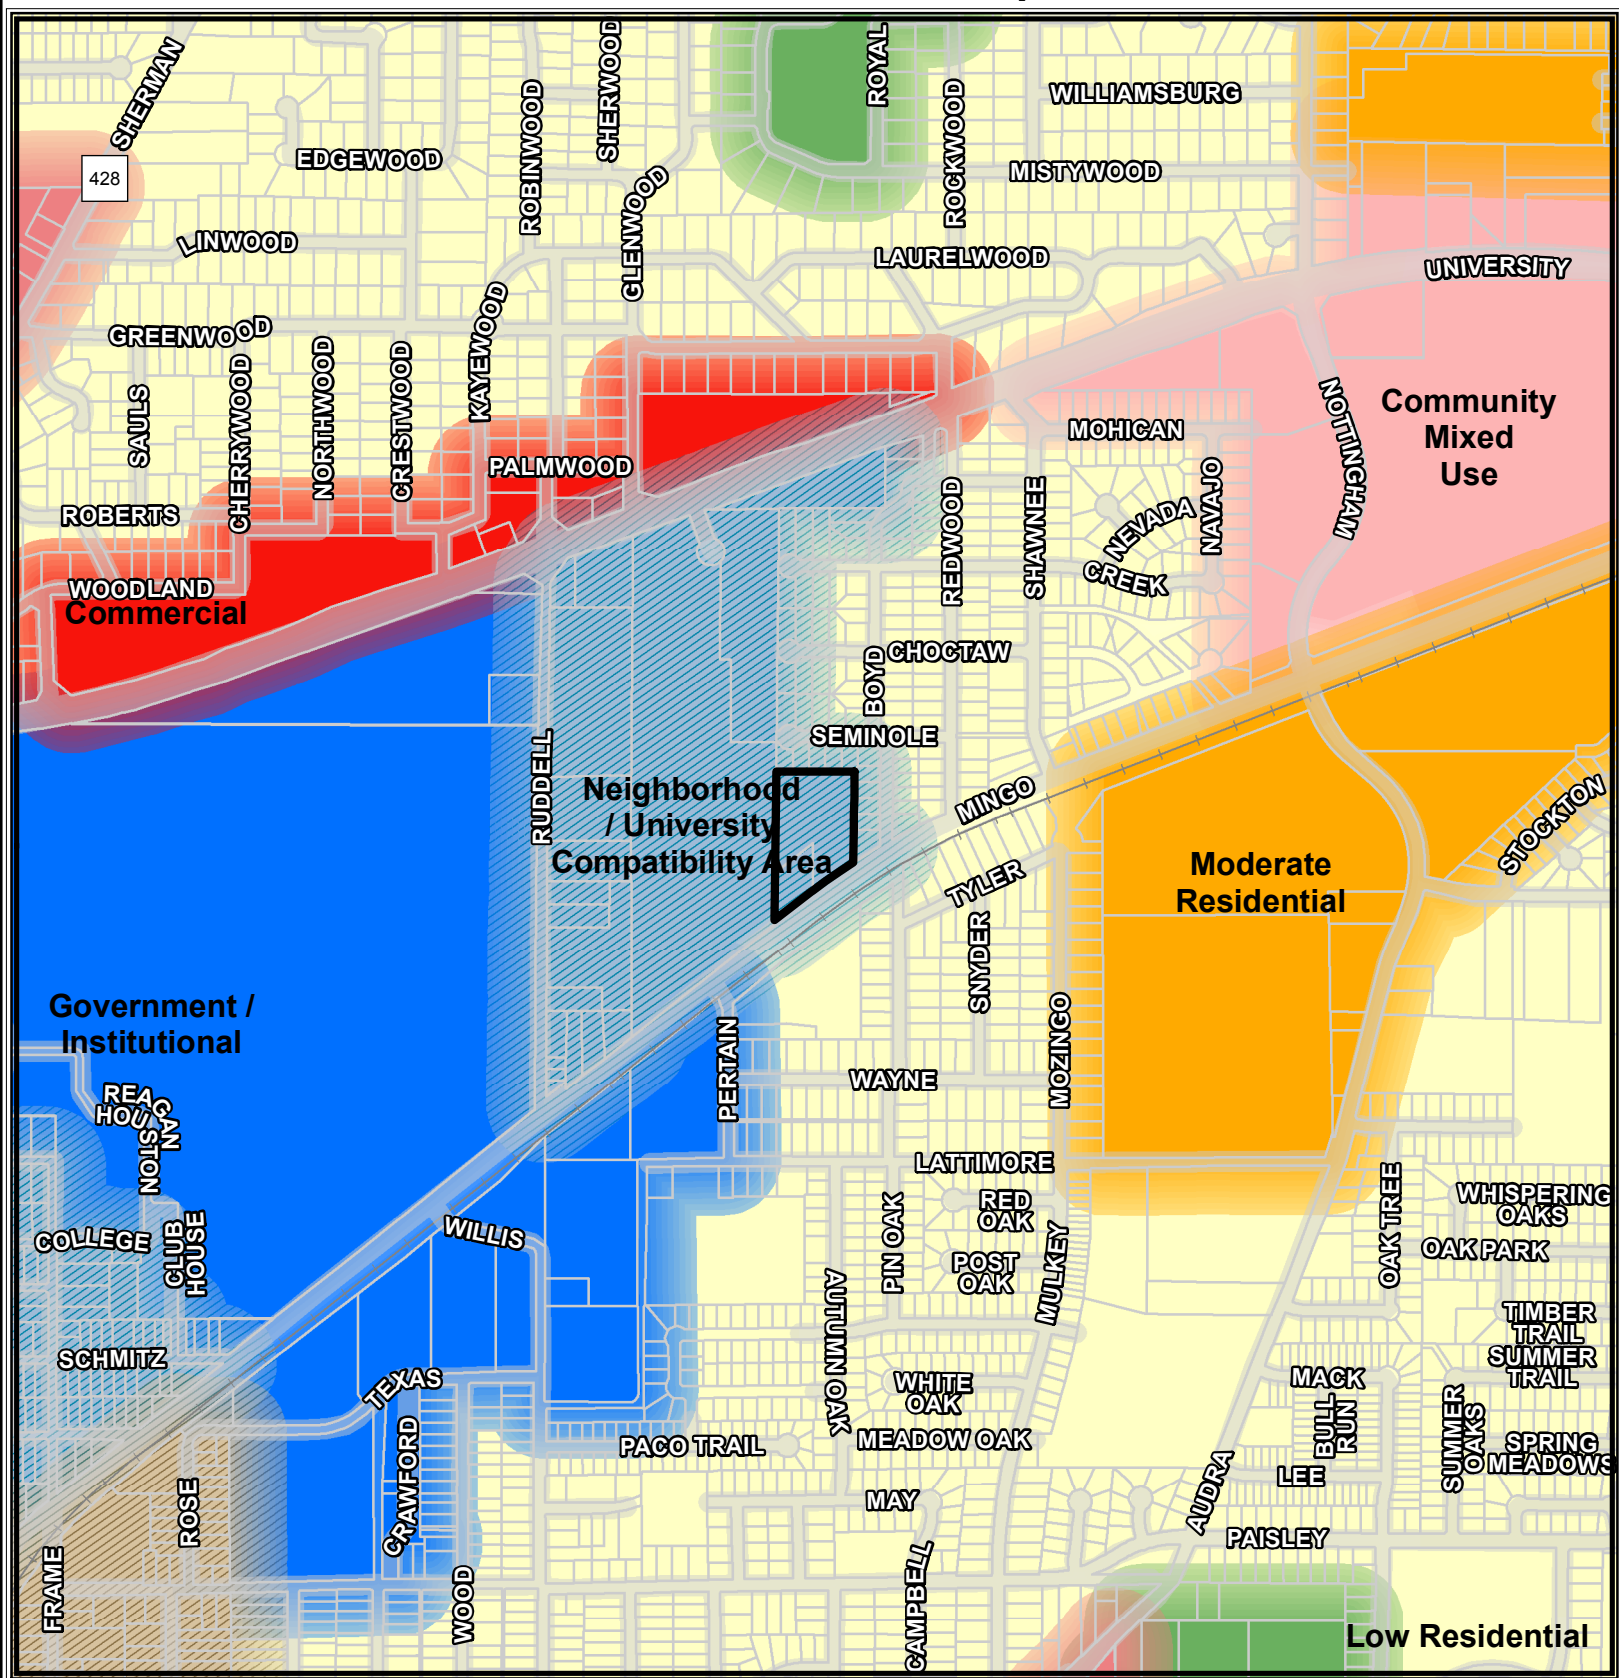 SHERMAN
ROBINWOOD
SHERWOOD
ROYAL
ROCKWOOD
WILLIAMSBURG
EDGEWOOD
MISTYWOOD
428
GLENWOOD
LINWOOD
LAURELWOOD
UNIVERSITY
GREENWOOD
KAYEWOOD
SAULS
CHERRYWOOD
NORTHWOOD
CRESTWOOD
NOTTINGHAM
Community
Mixed
Use
MOHICAN
PALMWOOD
ROBERTS
REDWOOD
SHAWNEE
NEVADA
NAVAJO
CREEK
WOODLAND
Commercial
BOYD
CHOCTAW
SEMINOLE
RUDDELL
Neighborhood
/ University
Compatibility Area
MINGO
STOCKTON
TYLER
Moderate
Residential
SNYDER
Government /
Institutional
PERTAIN
WAYNE
MOZINGO
REAGAN
HOUSTON
LATTIMORE
COLLEGE
CLUB
HOUSE
WILLIS
PIN OAK
RED
OAK
POST
OAK
MULKEY
OAK TREE
WHISPERING
OAKS
OAK PARK
AUTUMN OAK
TIMBER
TRAIL
SUMMER
TRAIL
SCHMITZ
TEXAS
WHITE
OAK
MACK
BULL
RUN
SUMMER
OAKS
CRAWFORD
PACO TRAIL
MEADOW OAK
SPRING
MEADOWS
ROSE
MAY
AUDRA
LEE
PAISLEY
FRAME
WOOD
CAMPBELL
Low Residential